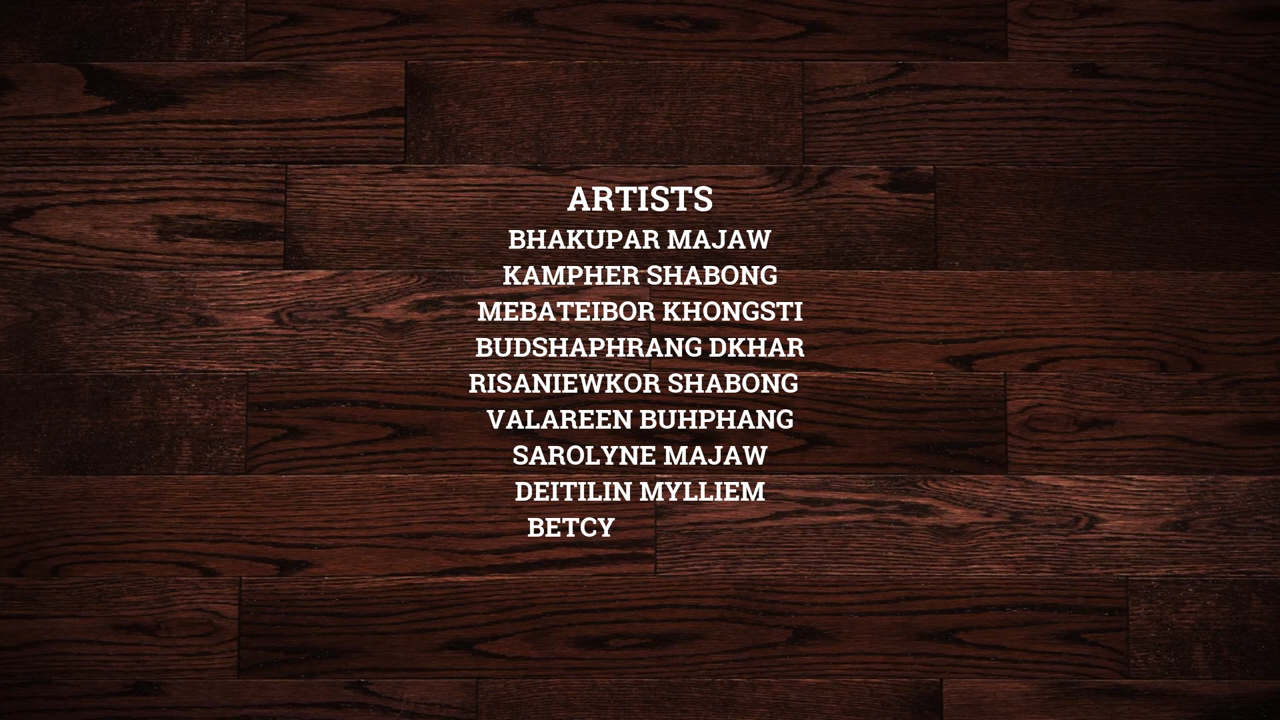 ARTISTS
BHAKUPAR MAJAW
KAMPHER SHABONG
MEBATEIBOR KHONGSTI
BUDSHAPHRANG DKHAR
RISANIEWKOR SHABONG
VALAREEN BUHPHANG
SAROLYNE MAJAW
DEITILIN MYLLIEM
BETCY